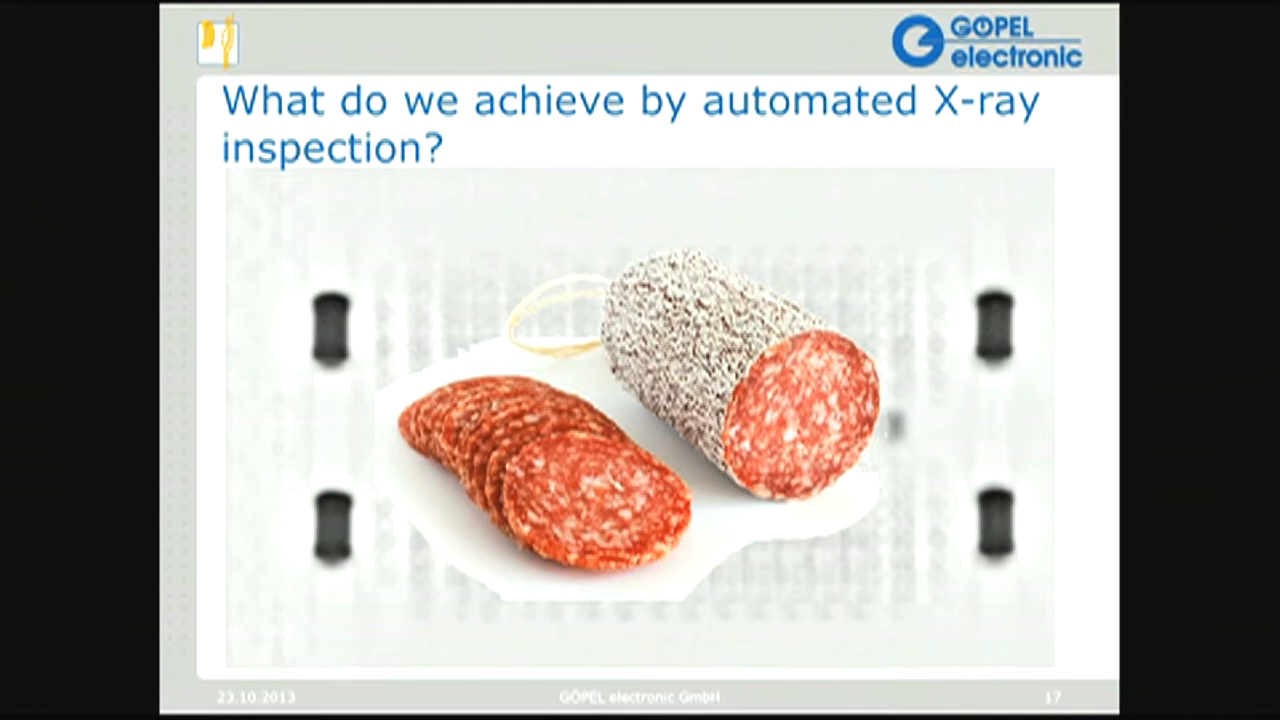 GÖPEL
electronic
What do we achieve by automated X-ray
inspection?
23.10.2013
GÖPEL electronic GmbH
17